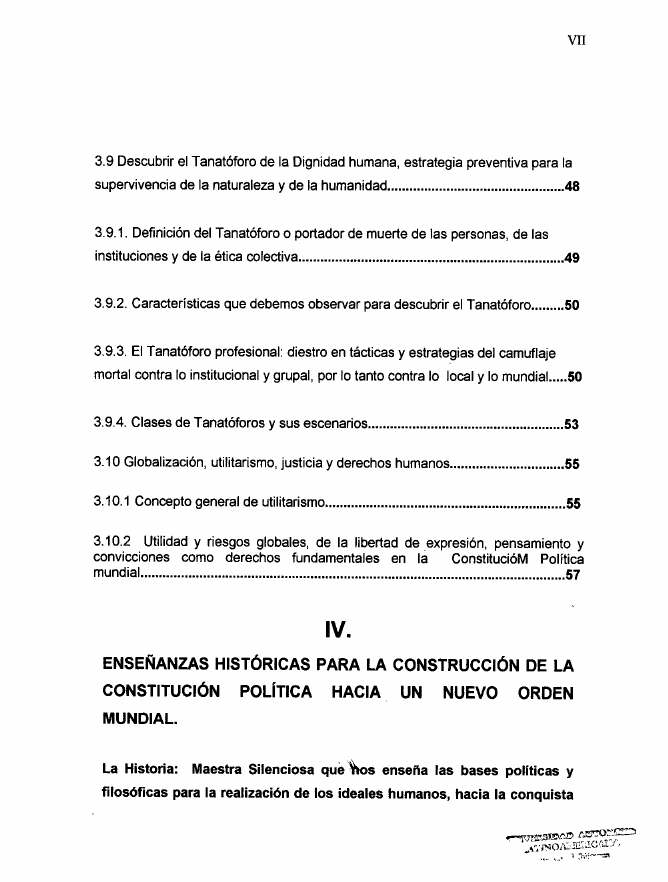 VII
3.9 Descubrir el Tanatóforo de la Dignidad humana, estrategia preventiva para la
supervivencia de la naturaleza y de la humanidad................................................48
3.9.1. Definición del Tanatóforo o portador de muerte de las personas, de las
instituciones y de la ética colectiva........................................................................49
3.9.2. Características que debemos observar para descubrir el Tanatóforo.........50
3.9.3. El Tanatóforo profesional: diestro en tácticas y estrategias del camuflaje
mortal contra lo institucional y grupal, por lo tanto contra lo local y lo mundial.....50
3.9.4. Clases de Tanatóforos y sus escenarios.....................................................53
3.10 Globalización, utilitarismo, justicia y derechos humanos...............................55
3.10.1 Concepto general de utilitarismo.................................................................55
3.10.2 Utilidad y riesgos globales, de la libertad de expresión, pensamiento y
convicciones como derechos fundamentales en la ConstitucióM Política
mundial...................................................................................................................57
IV.
ENSEÑANZAS HISTÓRICAS PARA LA CONSTRUCCIÓN DE LA
CONSTITUCIÓN POLÍTICA HACIA UN NUEVO ORDEN
MUNDIAL.
La Historia: Maestra Silenciosa que nos enseña las bases políticas y
filosóficas para la realización de los ideales humanos, hacia la conquista